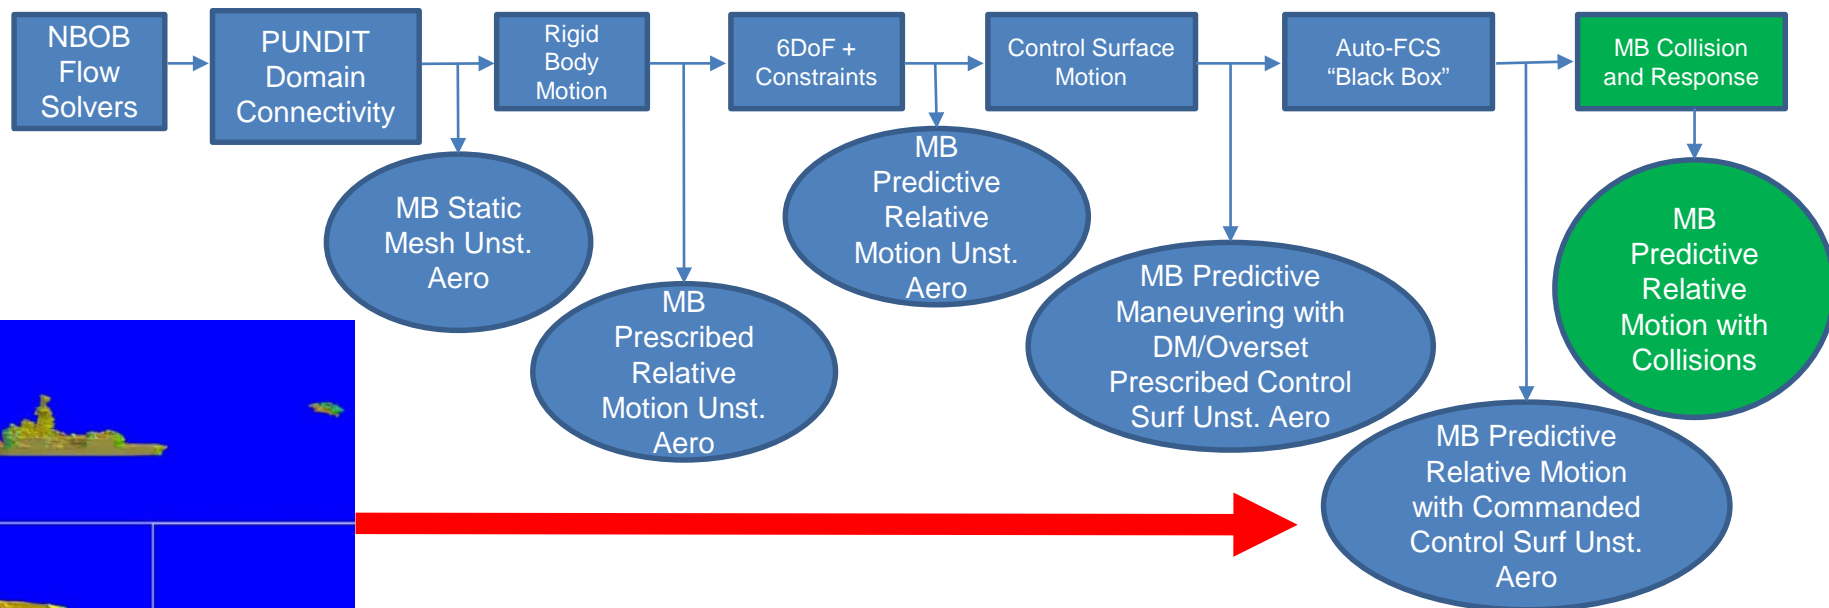 NBOB
Flow
Solvers
PUNDIT
Domain
Connectivity
Rigid
Body
Motion
6DoF +
Constraints
Control Surface
Motion
Auto-FCS
“Black Box”
MB Collision
and Response
MB Static
Mesh Unst.
Aero
MB
Prescribed
Relative
Motion Unst.
Aero
MB
Predictive
Relative
Motion Unst.
Aero
MB Predictive
Maneuvering with
DM/Overset
Prescribed Control
Surf Unst. Aero
MB Predictive
Relative Motion
with Commanded
Control Surf Unst.
Aero
MB
Predictive
Relative
Motion with
Collisions